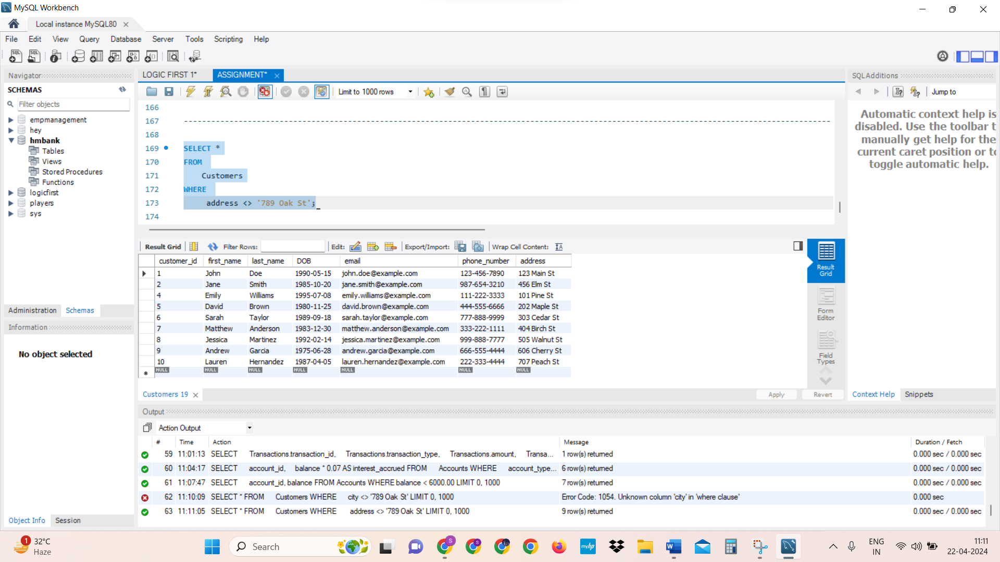 MySQL Workbench
Local instance MySQL80
File Edit View Query Database Server Tools Scripting Help
Navigator
SCHEMAS
Filter objects
empmanagement
hey
hmbank
Tables
Views
Stored Procedures
Functions
logicfirst
players
sys
Administration Schemas
Information
No object selected
Object Info Session
LOGIC FIRST 1* ASSIGNMENT*
Limit to 1000 rows
166
167 --------------------------------------------------------------------------------
168
169 SELECT *
170 FROM
171 Customers
172 WHERE
173 address <> '789 Oak St';
174
Result Grid Filter Rows: Edit: Export/Import: Wrap Cell Content:
customer_id first_name last_name DOB email phone_number address
1 John Doe 1990-05-15 john.doe@example.com 123-456-7890 123 Main St
2 Jane Smith 1985-10-20 jane.smith@example.com 987-654-3210 456 Elm St
4 Emily Williams 1995-07-08 emily.williams@example.com 111-222-3333 101 Pine St
5 David Brown 1980-11-25 david.brown@example.com 444-555-6666 202 Maple St
6 Sarah Taylor 1989-09-18 sarah.taylor@example.com 777-888-9999 303 Cedar St
7 Matthew Anderson 1983-12-30 matthew.anderson@example.com 333-222-1111 404 Birch St
8 Jessica Martinez 1992-02-14 jessica.martinez@example.com 999-888-7777 505 Walnut St
9 Andrew Garcia 1975-06-28 andrew.garcia@example.com 666-555-4444 606 Cherry St
10 Lauren Hernandez 1987-04-05 lauren.hernandez@example.com 222-333-4444 707 Peach St
NULL NULL NULL NULL NULL NULL NULL
Result
Grid
Form
Editor
Field
Types
Customers 19
Apply Revert
SQLAdditions
Jump to
Automatic context help is
disabled. Use the toolbar t
manually get help for the
current caret position or to
toggle automatic help.
Context Help Snippets
Output
Action Output
# Time Action Message Duration / Fetch
59 11:01:13 SELECT Transactions.transaction_id, Transactions.transaction_type, Transactions.amount, Transa... 1 row(s) returned 0.000 sec / 0.000 sec
60 11:04:17 SELECT account_id, balance * 0.07 AS interest_accrued FROM Accounts WHERE account_type... 6 row(s) returned 0.000 sec / 0.000 sec
61 11:07:47 SELECT account_id, balance FROM Accounts WHERE balance < 6000.00 LIMIT 0, 1000 7 row(s) returned 0.000 sec / 0.000 sec
62 11:10:09 SELECT * FROM Customers WHERE city <> '789 Oak St' LIMIT 0, 1000 Error Code: 1054. Unknown column 'city' in 'where clause' 0.000 sec
63 11:11:05 SELECT * FROM Customers WHERE address <> '789 Oak St' LIMIT 0, 1000 9 row(s) returned 0.000 sec / 0.000 sec
1
32°C
Haze
Search
ENG
IN
11:11
22-04-2024